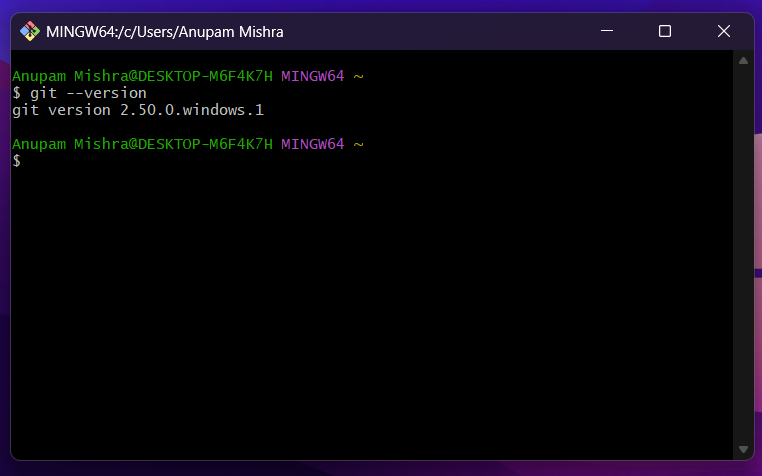 MINGW64:/c/Users/Anupam Mishra
Anupam Mishra@DESKTOP-M6F4K7H MINGW64 ~
$ git --version
git version 2.50.0.windows.1
Anupam Mishra@DESKTOP-M6F4K7H MINGW64 ~
$